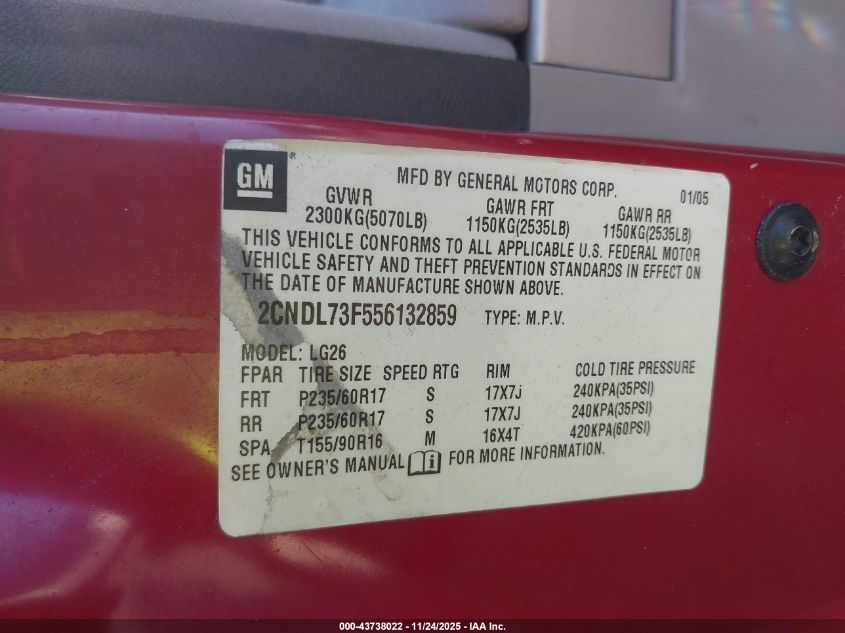 GM ®
MFD BY GENERAL MOTORS CORP. 01/05
GVWR GAWR FRT GAWR RR
2300KG(5070LB) 1150KG(2535LB) 1150KG(2535LB)
THIS VEHICLE CONFORMS TO ALL APPLICABLE U.S. FEDERAL MOTOR
VEHICLE SAFETY AND THEFT PREVENTION STANDARDS IN EFFECT ON
THE DATE OF MANUFACTURE SHOWN ABOVE.
2CNDL73F556132859 TYPE: M.P.V.
MODEL: LG26
FPAR TIRE SIZE SPEED RTG RIM COLD TIRE PRESSURE
FRT P235/60R17 S 17X7J 240KPA(35PSI)
RR P235/60R17 S 17X7J 240KPA(35PSI)
SPA T155/90R16 M 16X4T 420KPA(60PSI)
SEE OWNER'S MANUAL i FOR MORE INFORMATION.
000-43738022 - 11/24/2025 - IAA Inc.